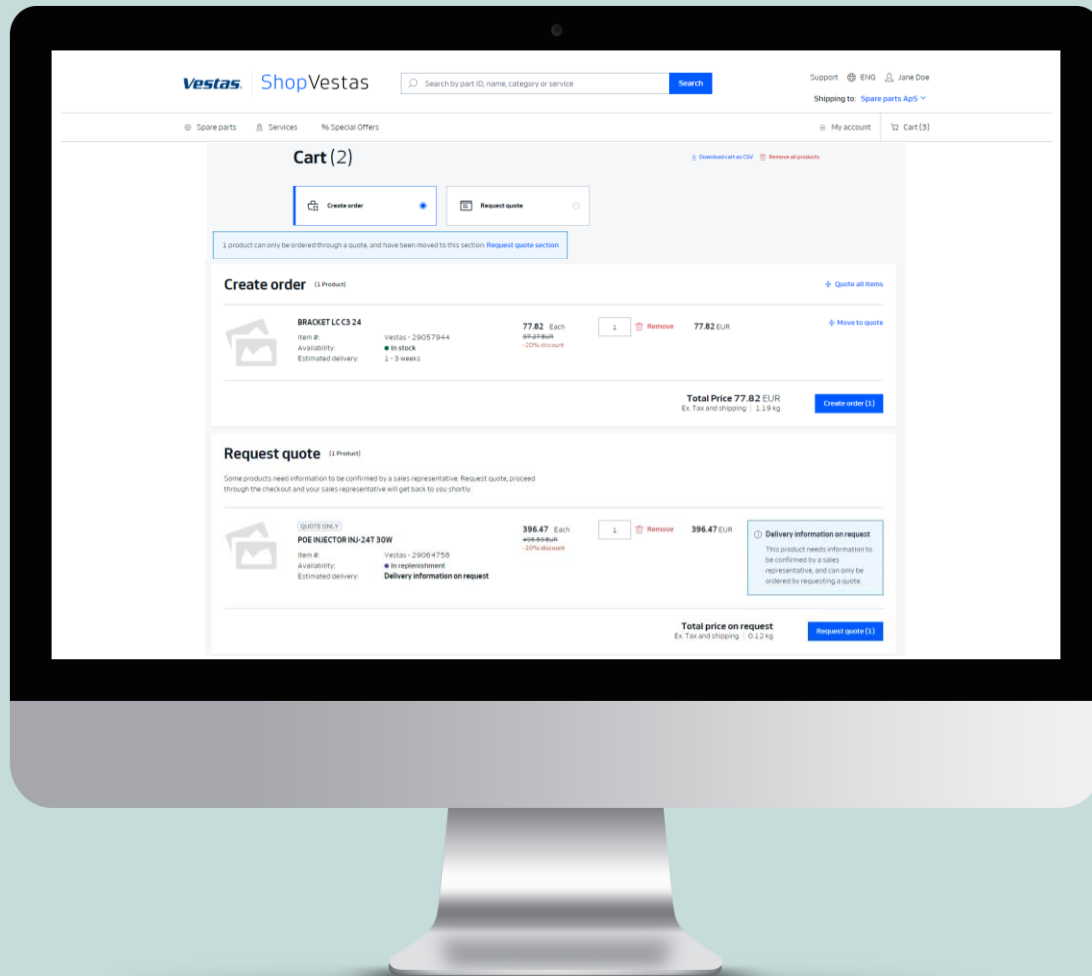 Vestas. ShopVestas Search by part ID, name, category or service Search Support ENG Jane Doe
Shipping to: Spare parts ApS
Spare parts Services % Special Offers My account Cart (3)
Cart (2) Download cart as CSV Remove all products
Create order Request quote
1 product can only be ordered through a quote, and have been moved to this section: Request quote section
Create order (1 Product) Quote all items
BRACKET LC C3 24 77.82 Each 1 Remove 77.82 EUR Move to quote
Item #: Vestas - 29057944 97.27 EUR
Availability: In stock -20% discount
Estimated delivery: 1 - 3 weeks
Total Price 77.82 EUR Create order (1)
Ex. Tax and shipping | 1.19 kg
Request quote (1 Product)
Some products need information to be confirmed by a sales representative. Request quote, proceed
through the checkout and your sales representative will get back to you shortly.
QUOTE ONLY 396.47 Each 1 Remove 396.47 EUR Delivery information on request
POE INJECTOR INJ-24T 30W EUR This product needs information to
Item #: Vestas - 29064758 -20% discount be confirmed by a sales
Availability: In replenishment representative, and can only be
Estimated delivery: Delivery information on request ordered by requesting a quote.
Total price on request Request quote (1)
Ex. Tax and shipping | 0.12 kg